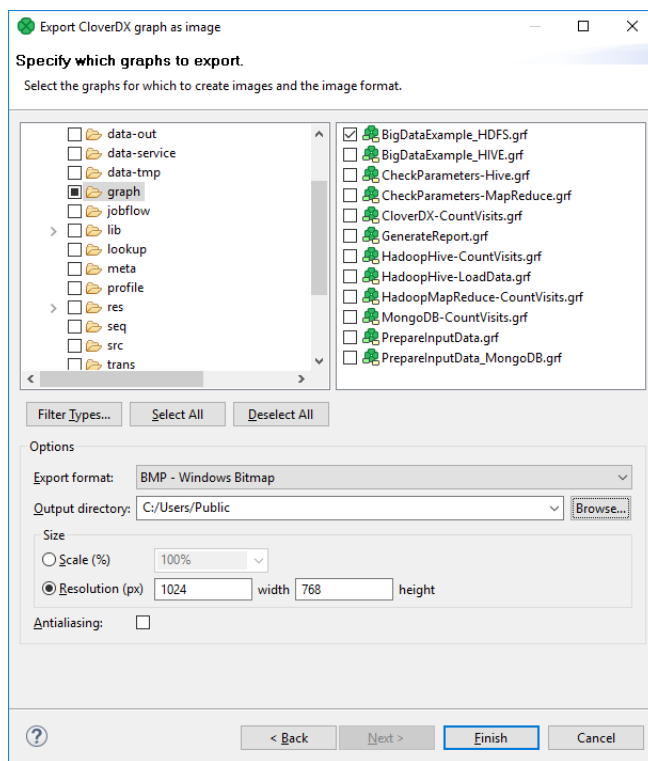 Export CloverDX graph as image
Specify which graphs to export.
Select the graphs for which to create images and the image format.
data-out
data-service
data-tmp
graph
jobflow
lib
lookup
meta
profile
res
seq
src
trans
BigDataExample_HDFS.grf
BigDataExample_HIVE.grf
CheckParameters-Hive.grf
CheckParameters-MapReduce.grf
CloverDX-CountVisits.grf
GenerateReport.grf
HadoopHive-CountVisits.grf
HadoopHive-LoadData.grf
HadoopMapReduce-CountVisits.grf
MongoDB-CountVisits.grf
PrepareInputData.grf
PrepareInputData_MongoDB.grf
Filter Types... Select All Deselect All
Options
Export format: BMP - Windows Bitmap
Output directory: C:/Users/Public Browse...
Size
Scale (%) 100%
Resolution (px) 1024 width 768 height
Antialiasing:
? < Back Next > Finish Cancel